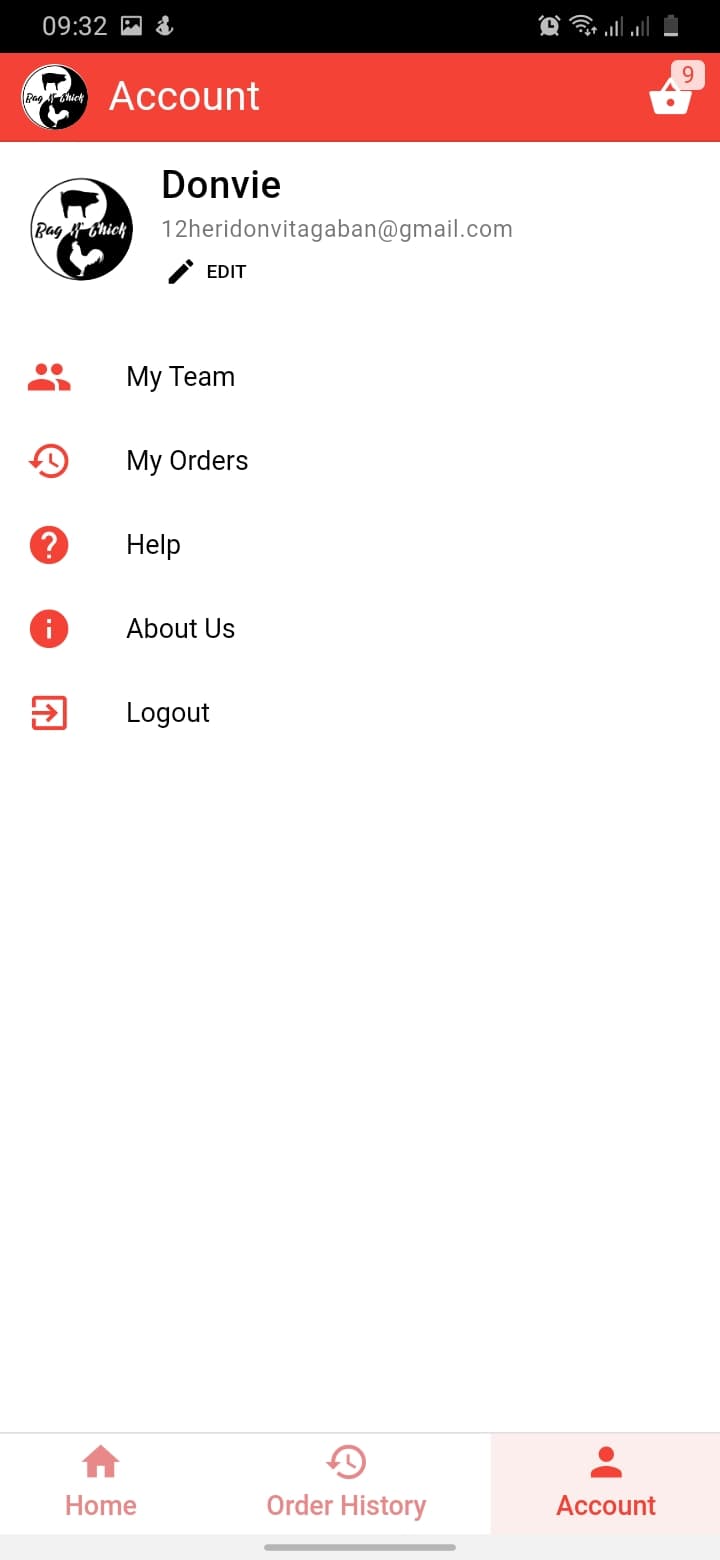 09:32
Bag N' Chick
Account
9
Donvie
Bag N' Chick
12heridonvitagaban@gmail.com
EDIT
My Team
My Orders
Help
About Us
Logout
Home
Order History
Account